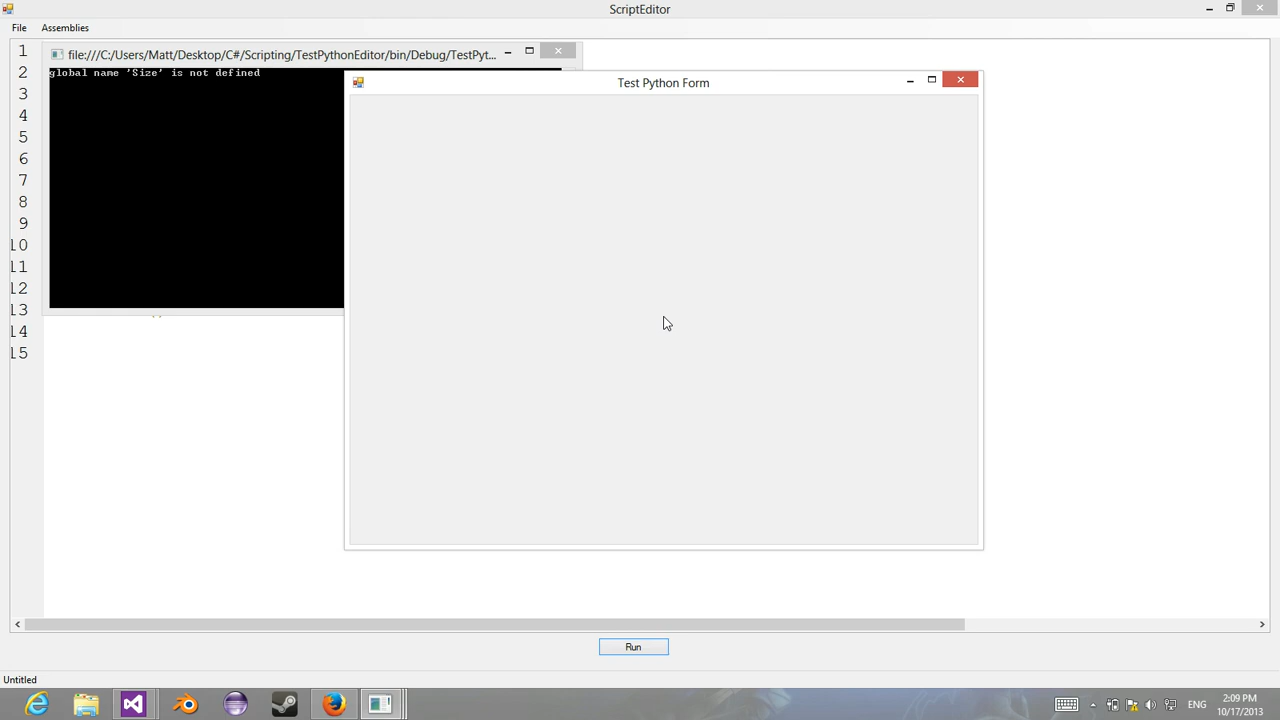 ScriptEditor
File Assemblies
file:///C:/Users/Matt/Desktop/C#/Scripting/TestPythonEditor/bin/Debug/TestPyt...
global name 'Size' is not defined
Test Python Form
1
2
3
4
5
6
7
8
9
10
11
12
13
14
15
Run
Untitled
ENG
2:09 PM
10/17/2013